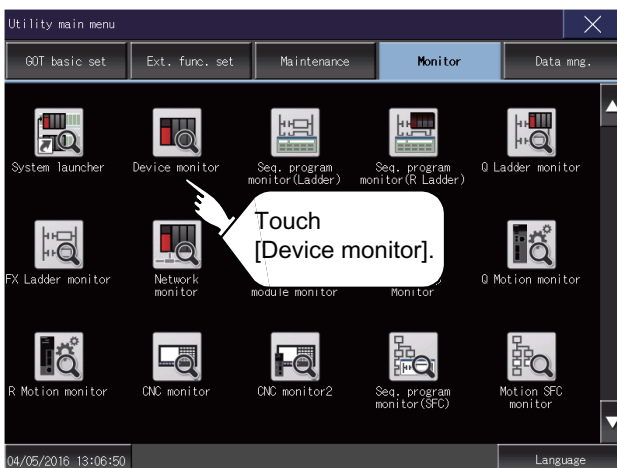 Utility main menu
GOT basic set
Ext. func. set
Maintenance
Monitor
Data mng.
System launcher
Device monitor
Seq. program
monitor(Ladder)
Seq. program
monitor(R Ladder)
Q Ladder monitor
Touch
[Device monitor].
FX Ladder monitor
Network
monitor
module monitor
Monitor
Q Motion monitor
R Motion monitor
CNC monitor
CNC monitor2
Seq. program
monitor(SFC)
Motion SFC
monitor
04/05/2016 13:06:50
Language